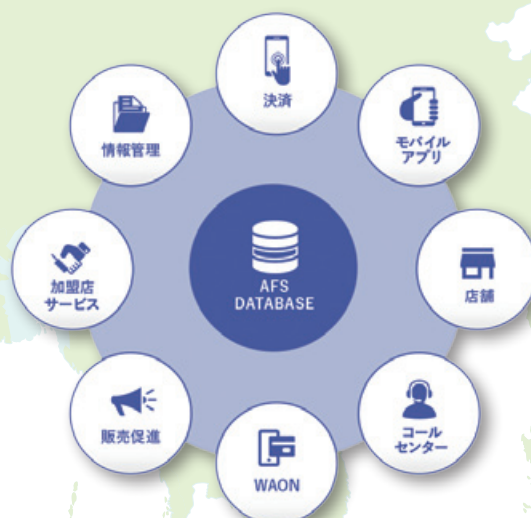 決済
モバイル
アプリ
店舗
コール
センター
WAON
販売促進
加盟店
サービス
情報管理
AFS
DATABASE